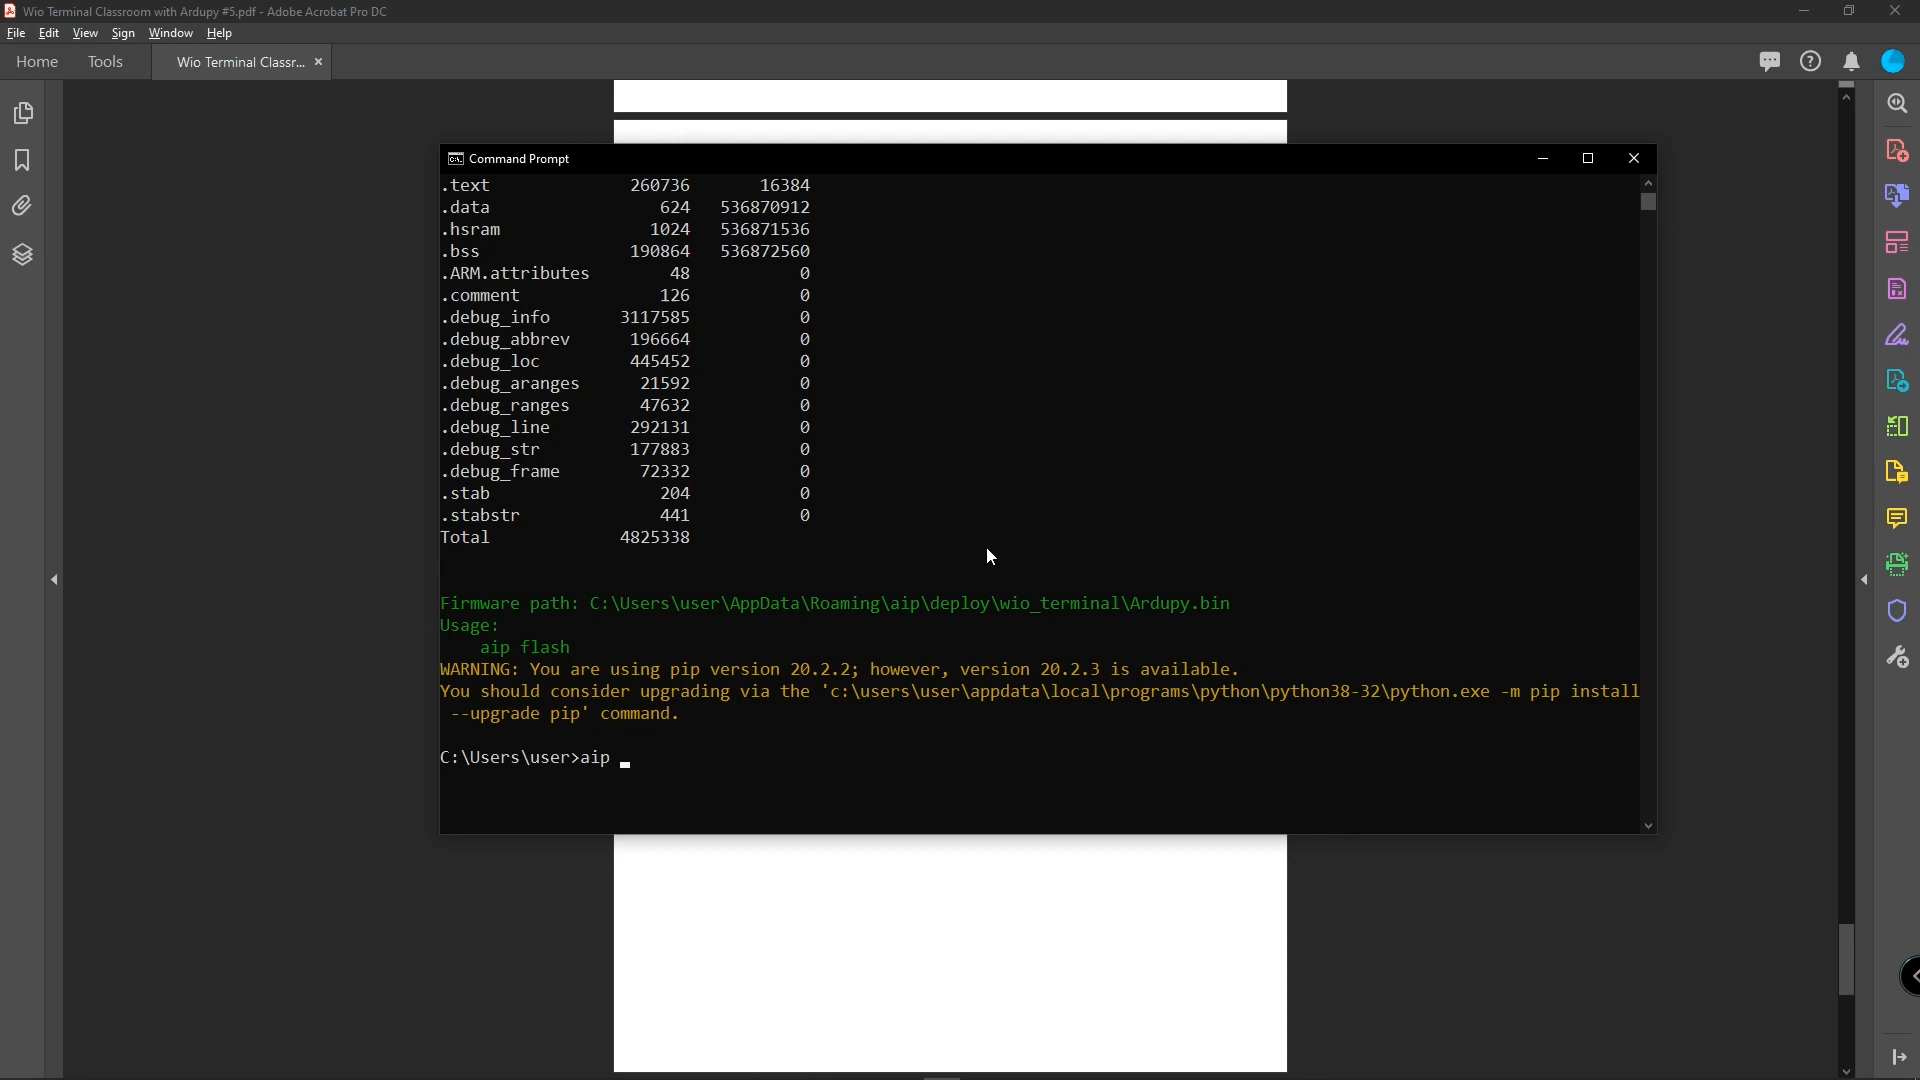 Wio Terminal Classroom with Ardupy #5.pdf - Adobe Acrobat Pro DC
File Edit View Sign Window Help
Home Tools Wio Terminal Classr... ×
Command Prompt
.text 260736 16384
.data 624 536870912
.hsram 1024 536871536
.bss 190864 536872560
.ARM.attributes 48 0
.comment 126 0
.debug_info 3117585 0
.debug_abbrev 196664 0
.debug_loc 445452 0
.debug_aranges 21592 0
.debug_ranges 47632 0
.debug_line 292131 0
.debug_str 177883 0
.debug_frame 72332 0
.stab 204 0
.stabstr 441 0
Total 4825338
Firmware path: C:\Users\user\AppData\Roaming\aip\deploy\wio_terminal\Ardupy.bin
Usage:
aip flash
WARNING: You are using pip version 20.2.2; however, version 20.2.3 is available.
You should consider upgrading via the 'c:\users\user\appdata\local\programs\python\python38-32\python.exe -m pip install
--upgrade pip' command.
C:\Users\user>aip _